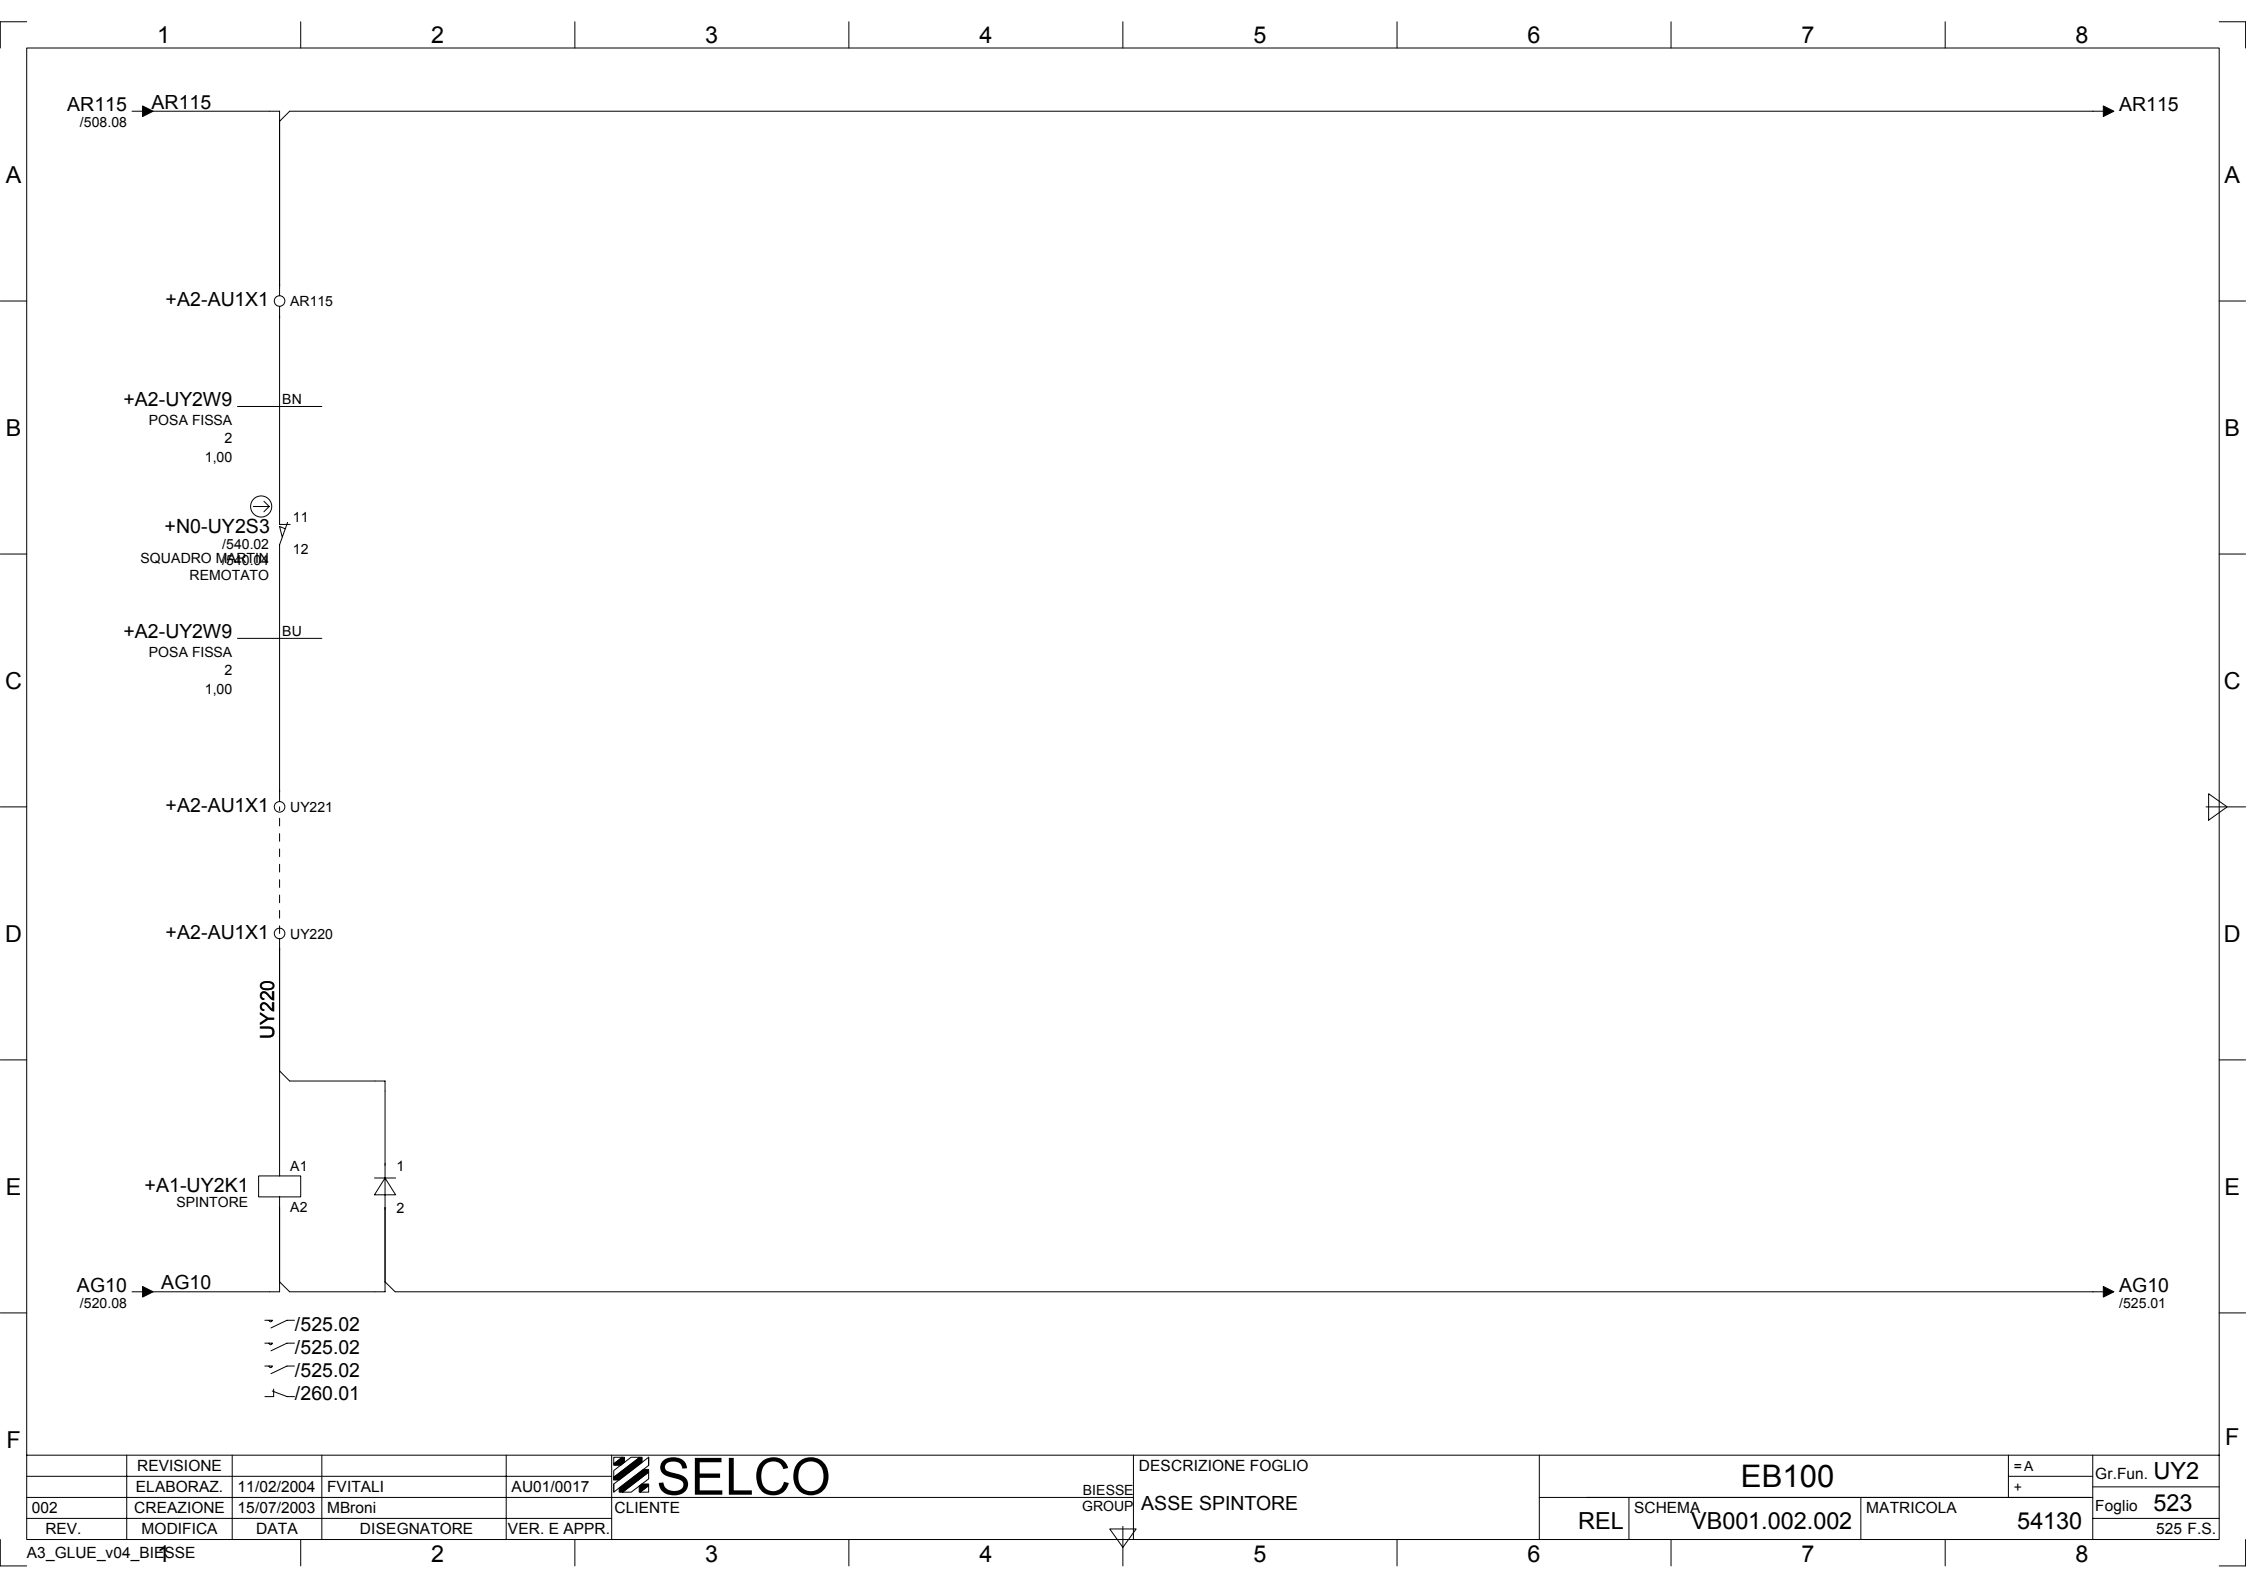 1 2 3 4 5 6 7 8
AR115 AR115 AR115
/508.08
A A
+A2-AU1X1 AR115
+A2-UY2W9 BN
POSA FISSA
2
1,00
B B
+N0-UY2S3 11
/540.02
12
SQUADRO MARTIN /540.04
REMOTATO
+A2-UY2W9 BU
POSA FISSA
2
1,00
C C
+A2-AU1X1 UY221
+A2-AU1X1 UY220
D D
UY220
A1 1
+A1-UY2K1
SPINTORE
A2 2
E E
AG10 AG10 AG10
/520.08 /525.01
/525.02
/525.02
/525.02
/260.01
F F
REVISIONE
ELABORAZ. 11/02/2004 FVITALI AU01/0017
002 CREAZIONE 15/07/2003 MBroni
REV. MODIFICA DATA DISEGNATORE VER. E APPR.
SELCO
CLIENTE
BIESSE
GROUP
DESCRIZIONE FOGLIO
ASSE SPINTORE
EB100
=A
+
Gr.Fun. UY2
REL SCHEMA VB001.002.002 MATRICOLA 54130
Foglio 523
525 F.S.
A3_GLUE_v04_BIESSE
1 2 3 4 5 6 7 8